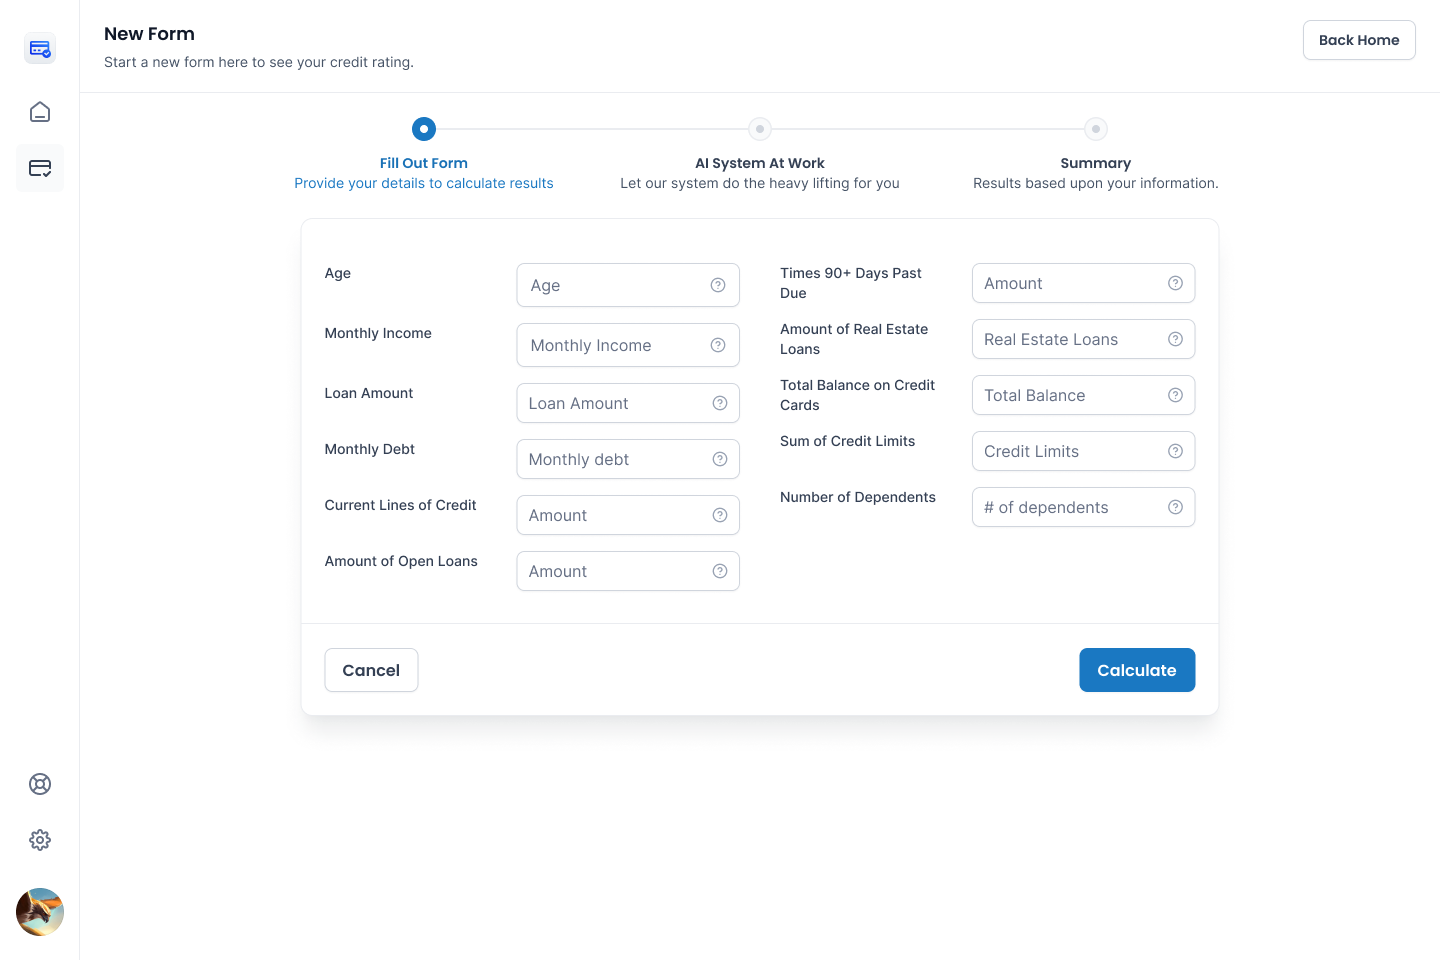 New Form
Start a new form here to see your credit rating.
Back Home
Fill Out Form
Provide your details to calculate results
AI System At Work
Let our system do the heavy lifting for you
Summary
Results based upon your information.
Age
Age
Monthly Income
Monthly Income
Loan Amount
Loan Amount
Monthly Debt
Monthly debt
Current Lines of Credit
Amount
Amount of Open Loans
Amount
Times 90+ Days Past
Due
Amount
Amount of Real Estate
Loans
Real Estate Loans
Total Balance on Credit
Cards
Total Balance
Sum of Credit Limits
Credit Limits
Number of Dependents
# of dependents
Cancel
Calculate